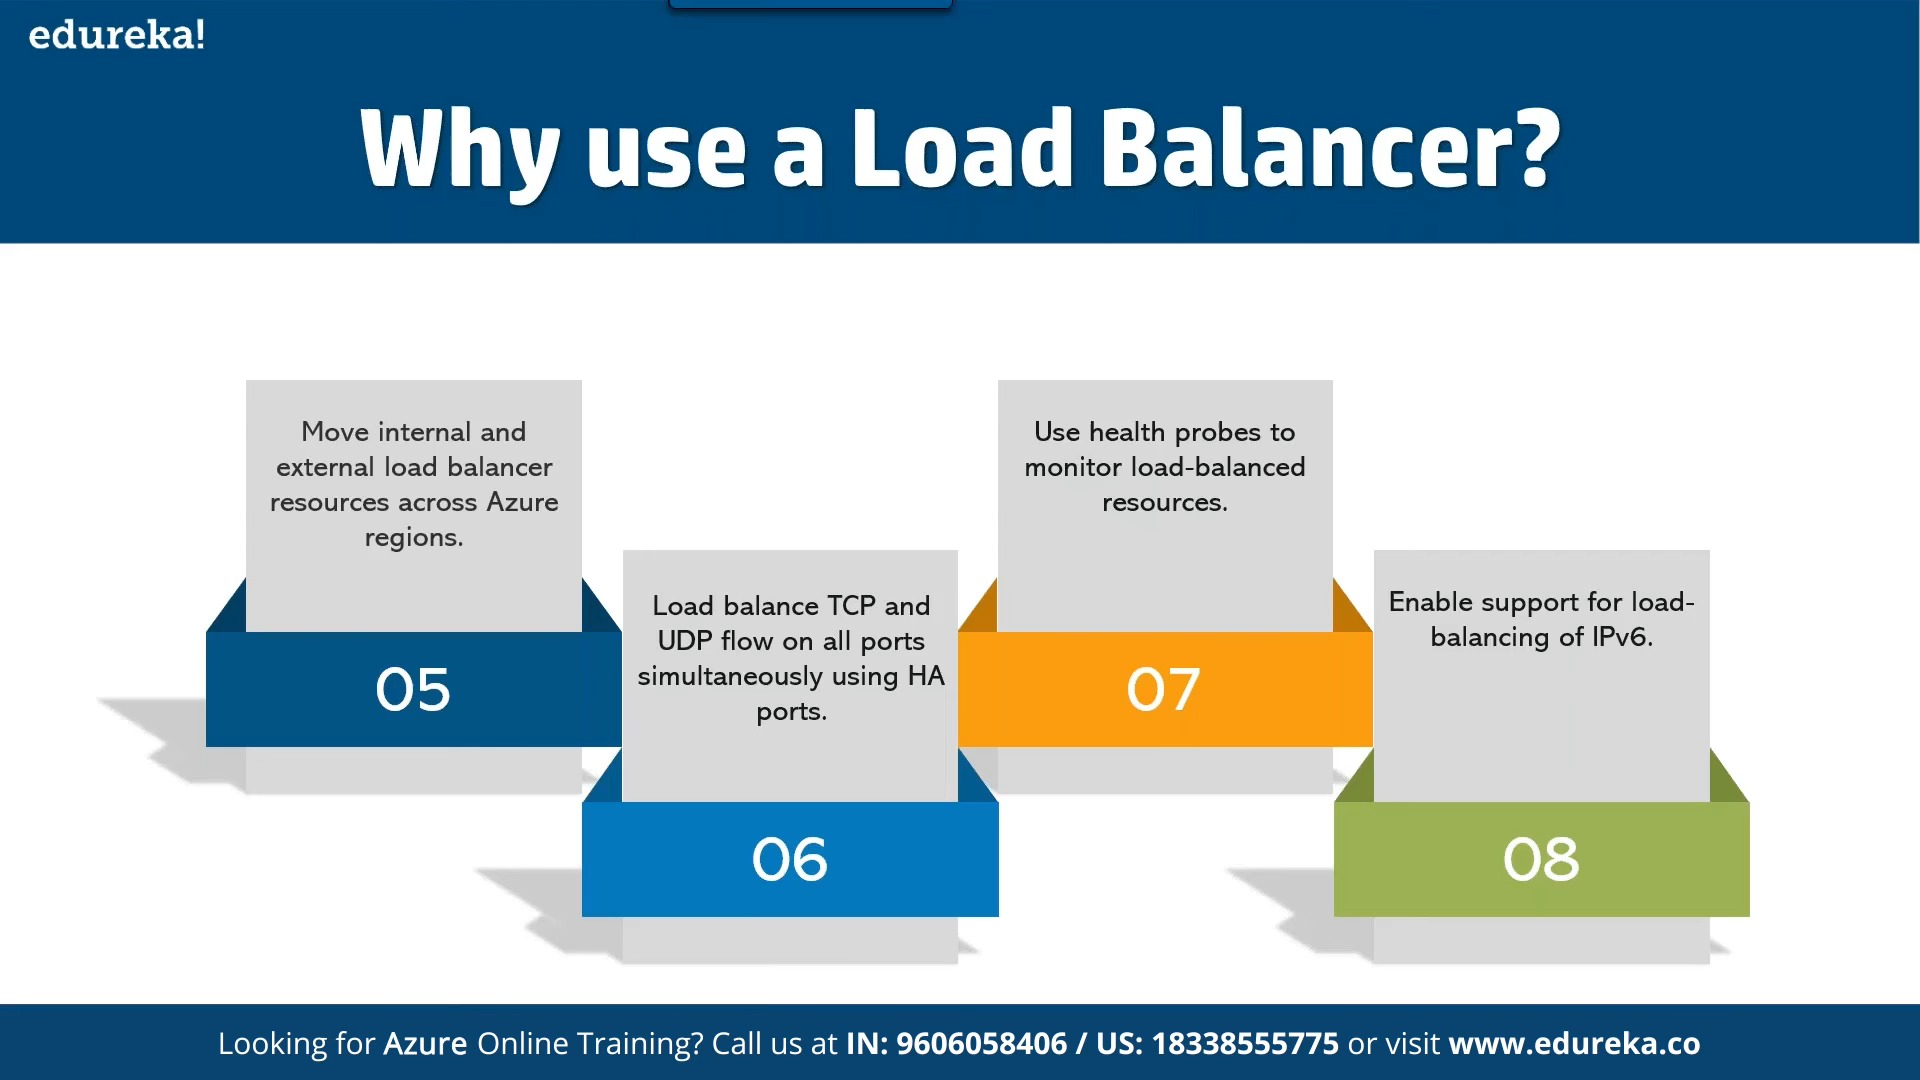 edureka!
Why use a Load Balancer?
Move internal and
external load balancer
resources across Azure
regions.
05
Load balance TCP and
UDP flow on all ports
simultaneously using HA
ports.
06
Use health probes to
monitor load-balanced
resources.
07
Enable support for load-
balancing of IPv6.
08
Looking for Azure Online Training? Call us at IN: 9606058406 / US: 18338555775 or visit www.edureka.co